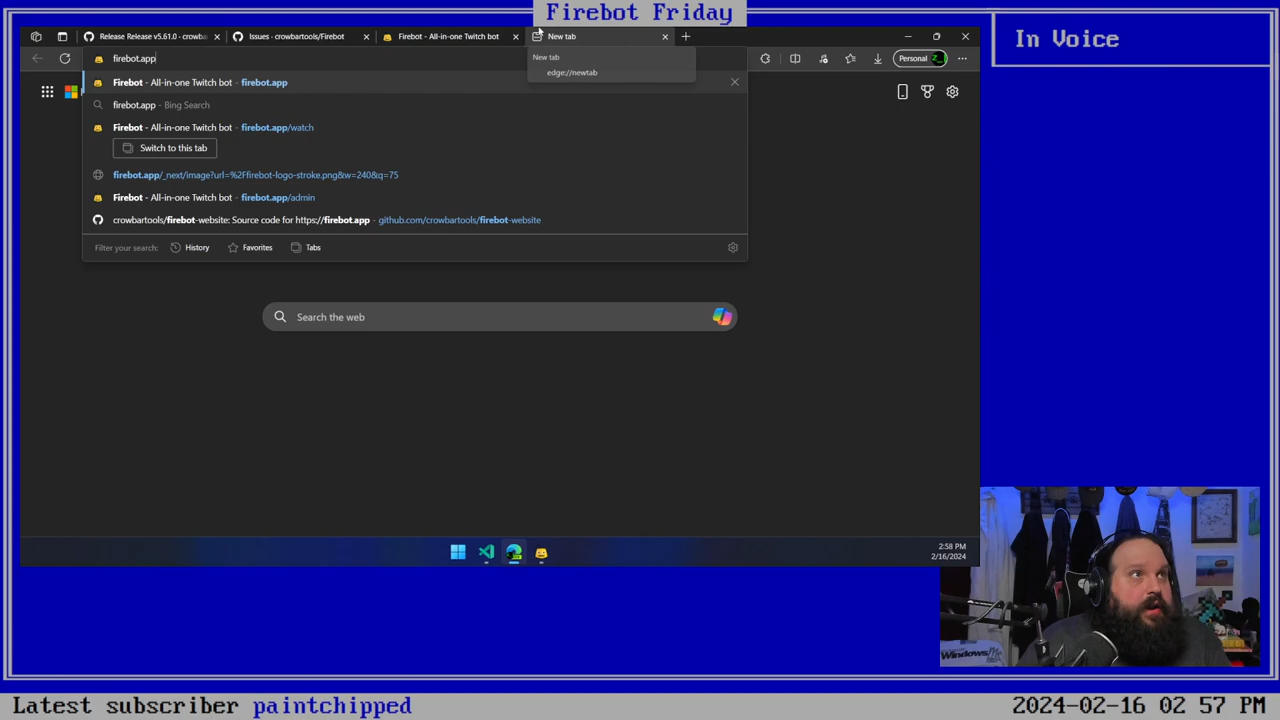 Firebot Friday
In Voice
Release Release v5.61.0 · crowba
Issues · crowbartools/Firebot
Firebot - All-in-one Twitch bot
New tab
firebot.app
Personal
New tab
edge://newtab
Firebot - All-in-one Twitch bot - firebot.app
firebot.app - Bing Search
Firebot - All-in-one Twitch bot - firebot.app/watch
Switch to this tab
firebot.app/_next/image?url=%2Ffirebot-logo-stroke.png&w=240&q=75
Firebot - All-in-one Twitch bot - firebot.app/admin
crowbartools/firebot-website: Source code for https://firebot.app - github.com/crowbartools/firebot-website
Filter your search:
History
Favorites
Tabs
Search the web
2:58 PM
2/16/2024
Windows Me
Latest subscriber paintchipped
2024-02-16 02 57 PM